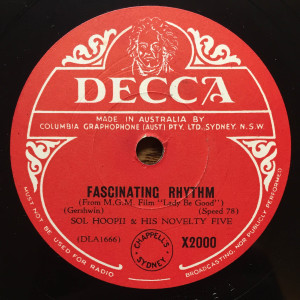 DECCA
MADE IN AUSTRALIA BY
COLUMBIA GRAPHOPHONE (AUST) PTY. LTD. SYDNEY. N.S.W.
FASCINATING RHYTHM
(From M.G.M. Film "Lady Be Good")
(Gershwin) (Speed 78)
SOL HOOPII & HIS NOVELTY FIVE
(DLA1666) CHAPPELL'S SYDNEY X2000
MUST NOT BE USED FOR RADIO BROADCASTING, NOR PUBLICLY PERFORMED